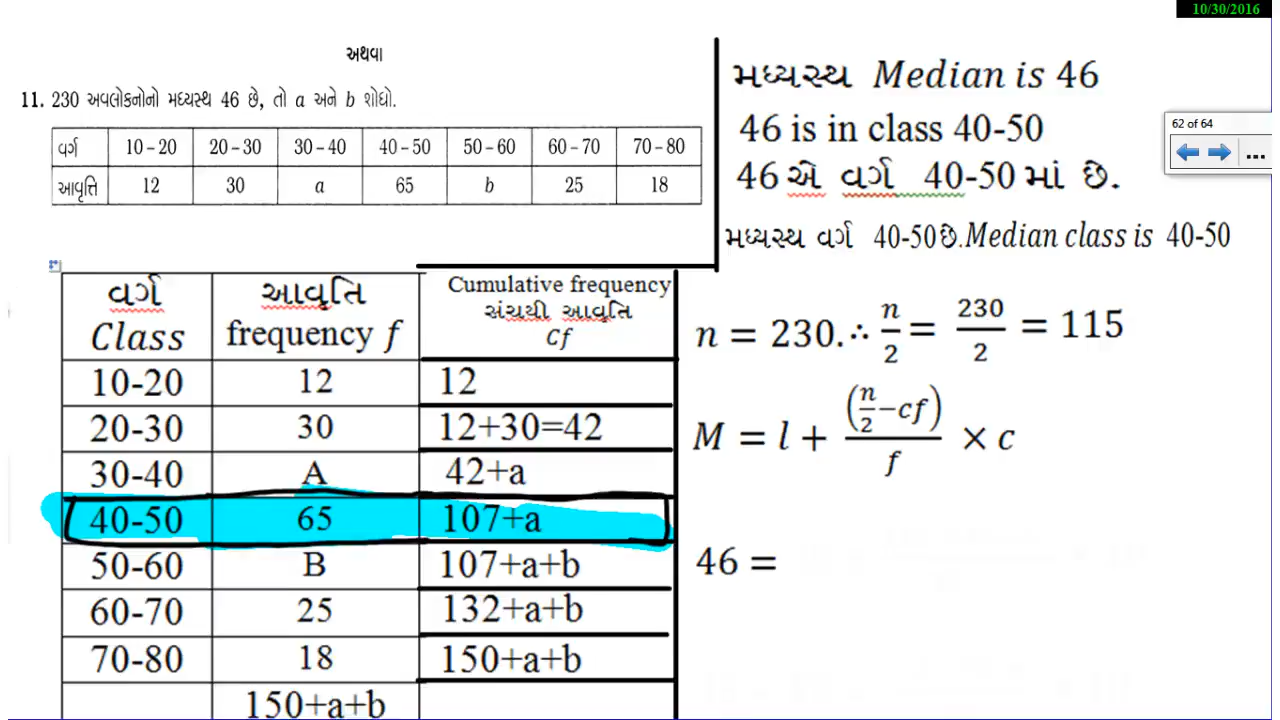 10/30/2016
અથવા
11. 230 અવલોકનોનો મધ્યસ્થ 46 છે, તો a અને b શોધો.
વર્ગ 10 – 20 20 – 30 30 – 40 40 – 50 50 – 60 60 – 70 70 – 80
આવૃત્તિ 12 30 a 65 b 25 18
મધ્યસ્થ Median is 46
46 is in class 40-50
46 એ વર્ગ 40-50 માં છે.
મધ્યસ્થ વર્ગ 40-50 છે. Median class is 40-50
62 of 64
વર્ગ Class આવૃતિ frequency f Cumulative frequency સંચયી આવૃતિ Cf
10-20 12 12
20-30 30 12+30=42
30-40 A 42+a
40-50 65 107+a
50-60 B 107+a+b
60-70 25 132+a+b
70-80 18 150+a+b
150+a+b
n = 230. ∴ n/2 = 230/2 = 115
M = l + (n/2 − cf)/f × c
46 =